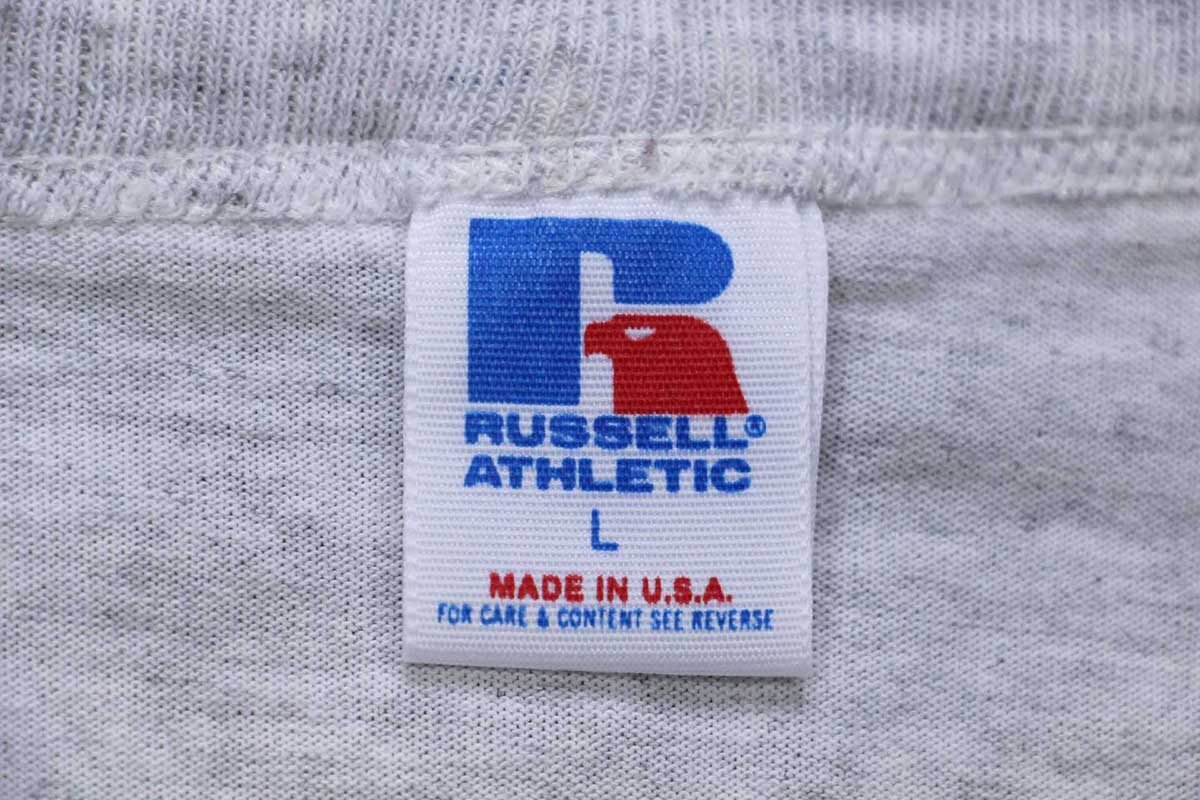 RUSSELL®
ATHLETIC
L
MADE IN U.S.A.
FOR CARE & CONTENT SEE REVERSE